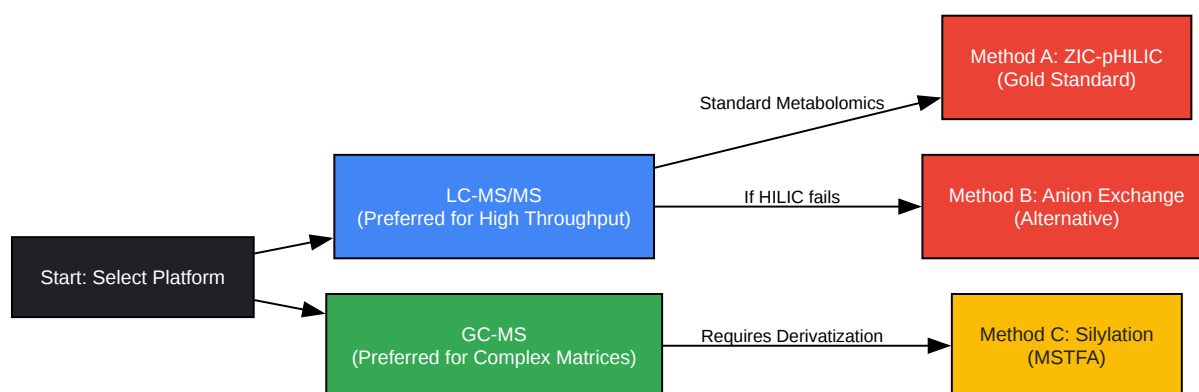 Start: Select Platform
LC-MS/MS
(Preferred for High Throughput)
GC-MS
(Preferred for Complex Matrices)
Standard Metabolomics
If HILIC fails
Requires Derivatization
Method A: ZIC-pHILIC
(Gold Standard)
Method B: Anion Exchange
(Alternative)
Method C: Silylation
(MSTFA)